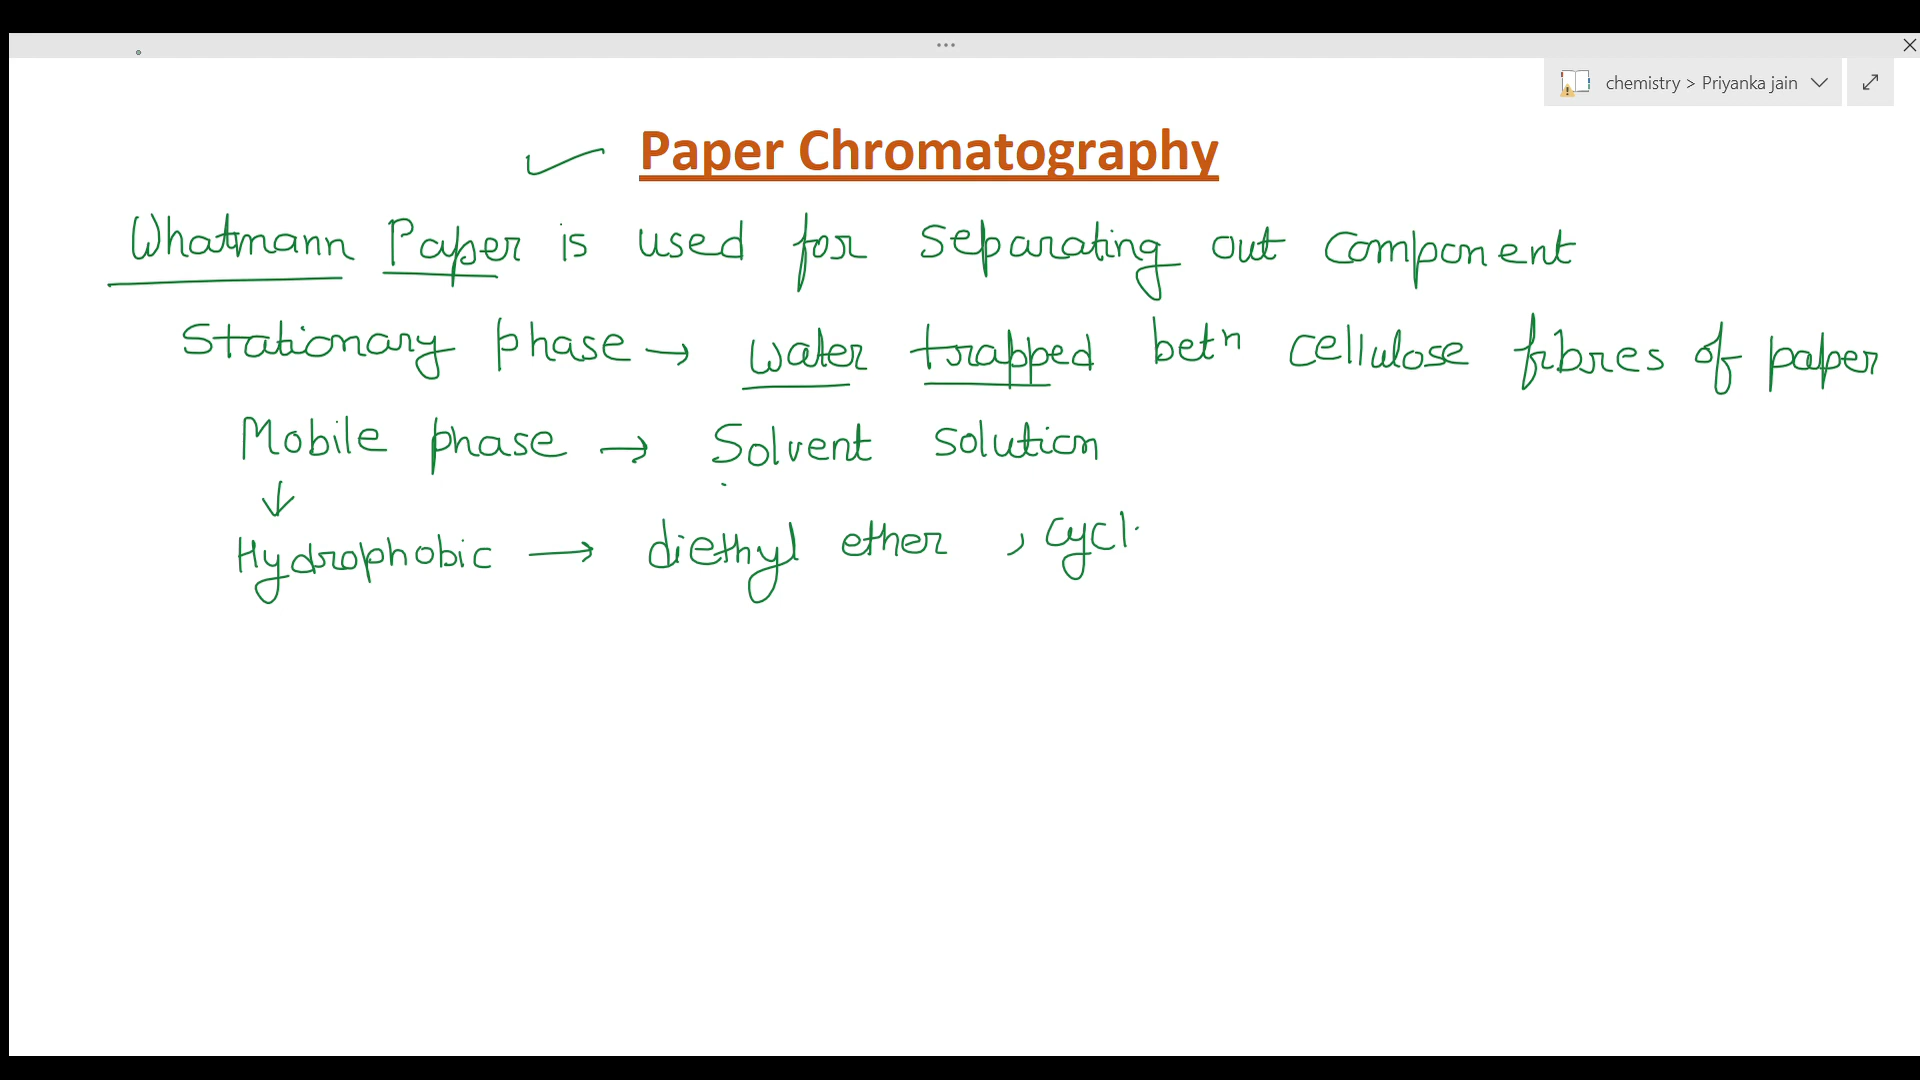 chemistry > Priyanka jain
Paper Chromatography
Whatmann Paper is used for separating out component
Stationary phase → water trapped betn cellulose fibres of paper
Mobile phase → Solvent solution
↓
Hydrophobic → diethyl ether , cycl